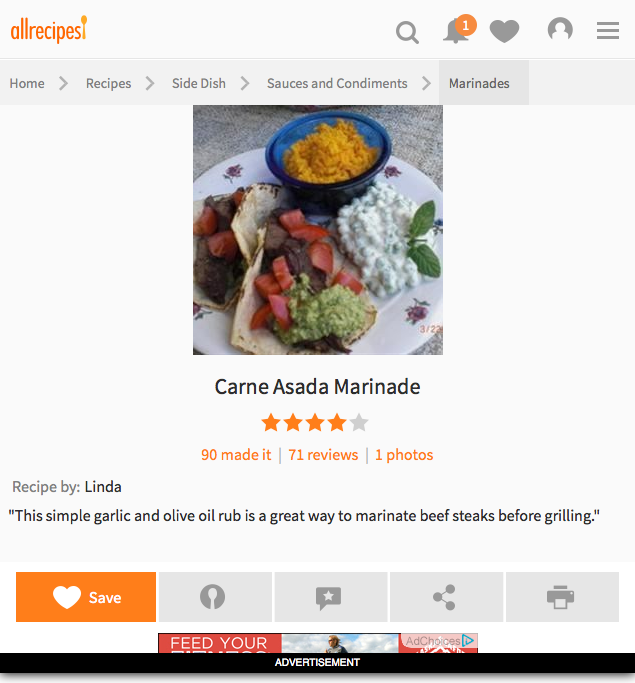 allrecipes
1
Home Recipes Side Dish Sauces and Condiments Marinades
3/22
Carne Asada Marinade
90 made it | 71 reviews | 1 photos
Recipe by: Linda
"This simple garlic and olive oil rub is a great way to marinate beef steaks before grilling."
Save
FEED YOUR
AdChoices
ADVERTISEMENT